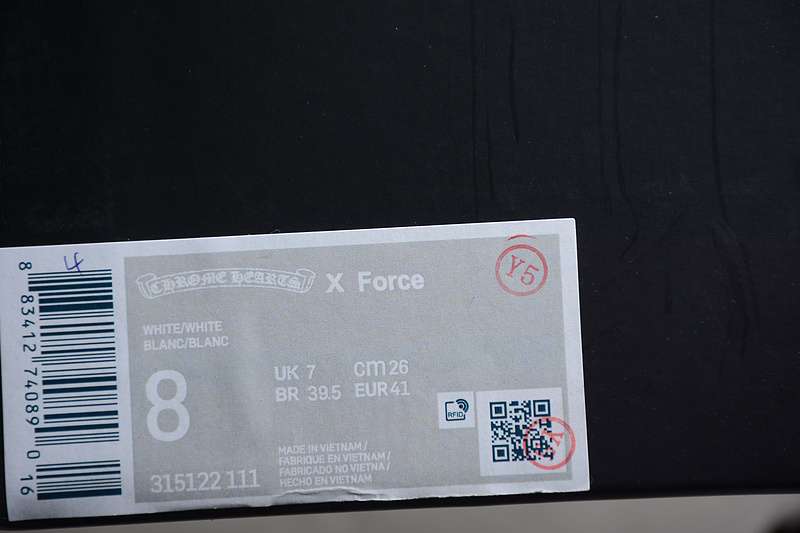 CHROME HEARTS X Force
Y5
WHITE/WHITE
BLANC/BLANC
8
UK 7 cm 26
BR 39.5 EUR 41
RFID
MADE IN VIETNAM /
FABRIQUE EN VIETNAM /
FABRICADO NO VIETNA /
HECHO EN VIETNAM
315122 111
4
8 83412 74089 0 16